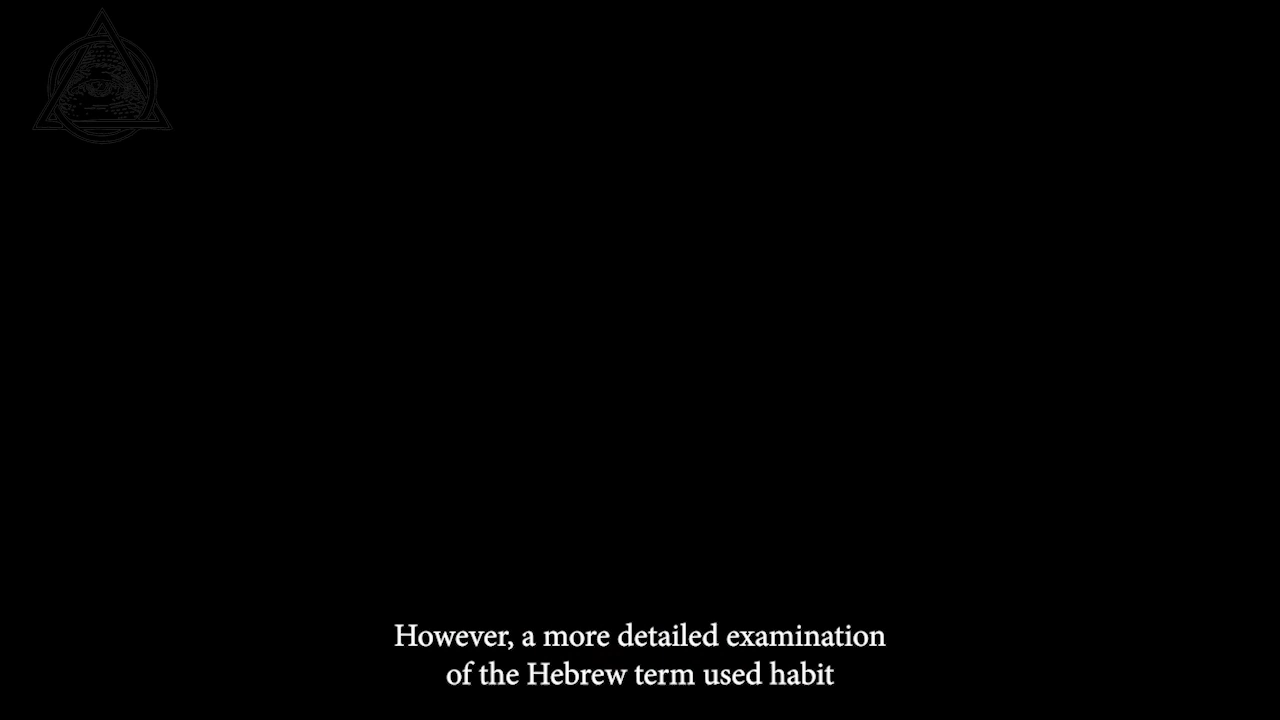 However, a more detailed examination
of the Hebrew term used habit